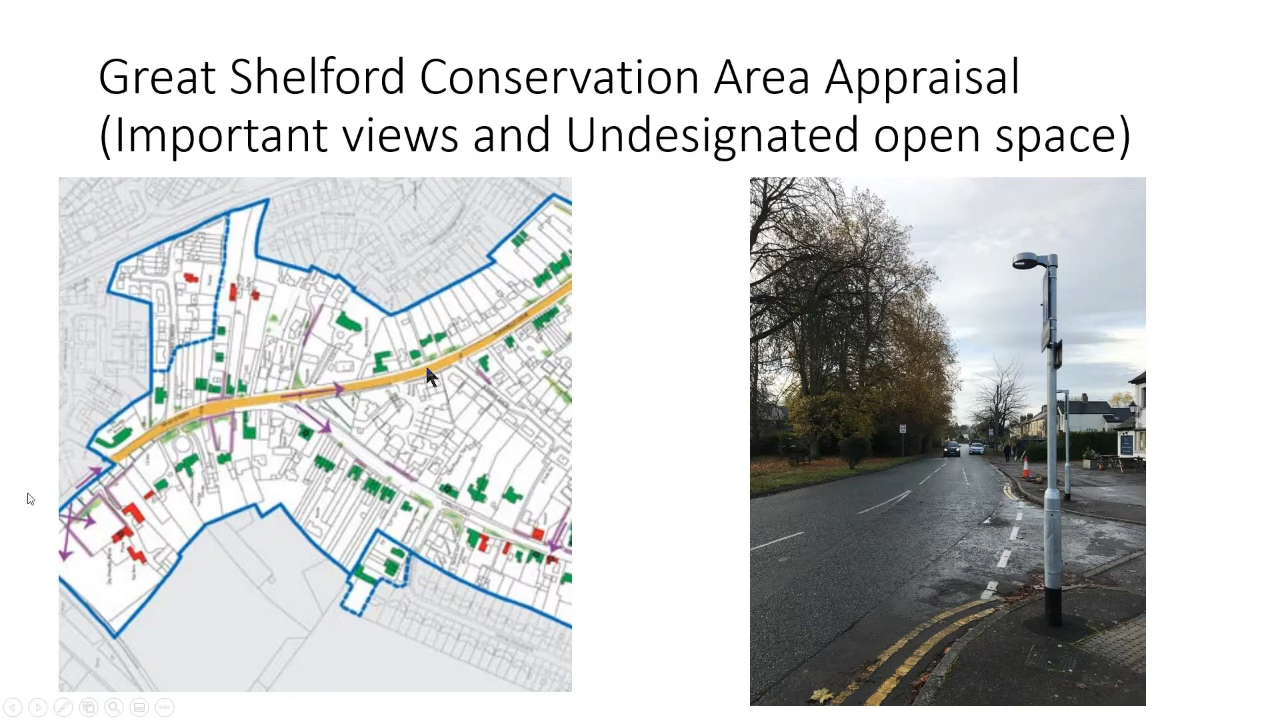 Great Shelford Conservation Area Appraisal
(Important views and Undesignated open space)